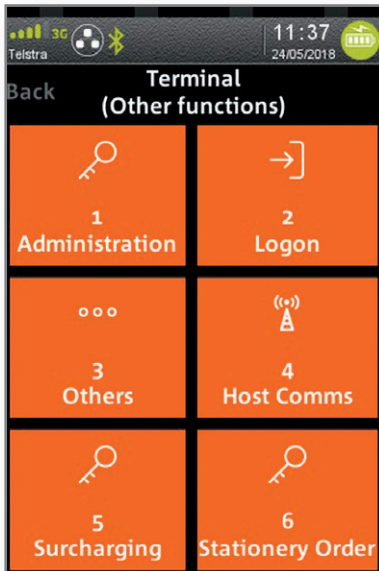 3G
11:37
Telstra
24/05/2018
Back
Terminal
(Other functions)
1
Administration
2
Logon
3
Others
4
Host Comms
5
Surcharging
6
Stationery Order